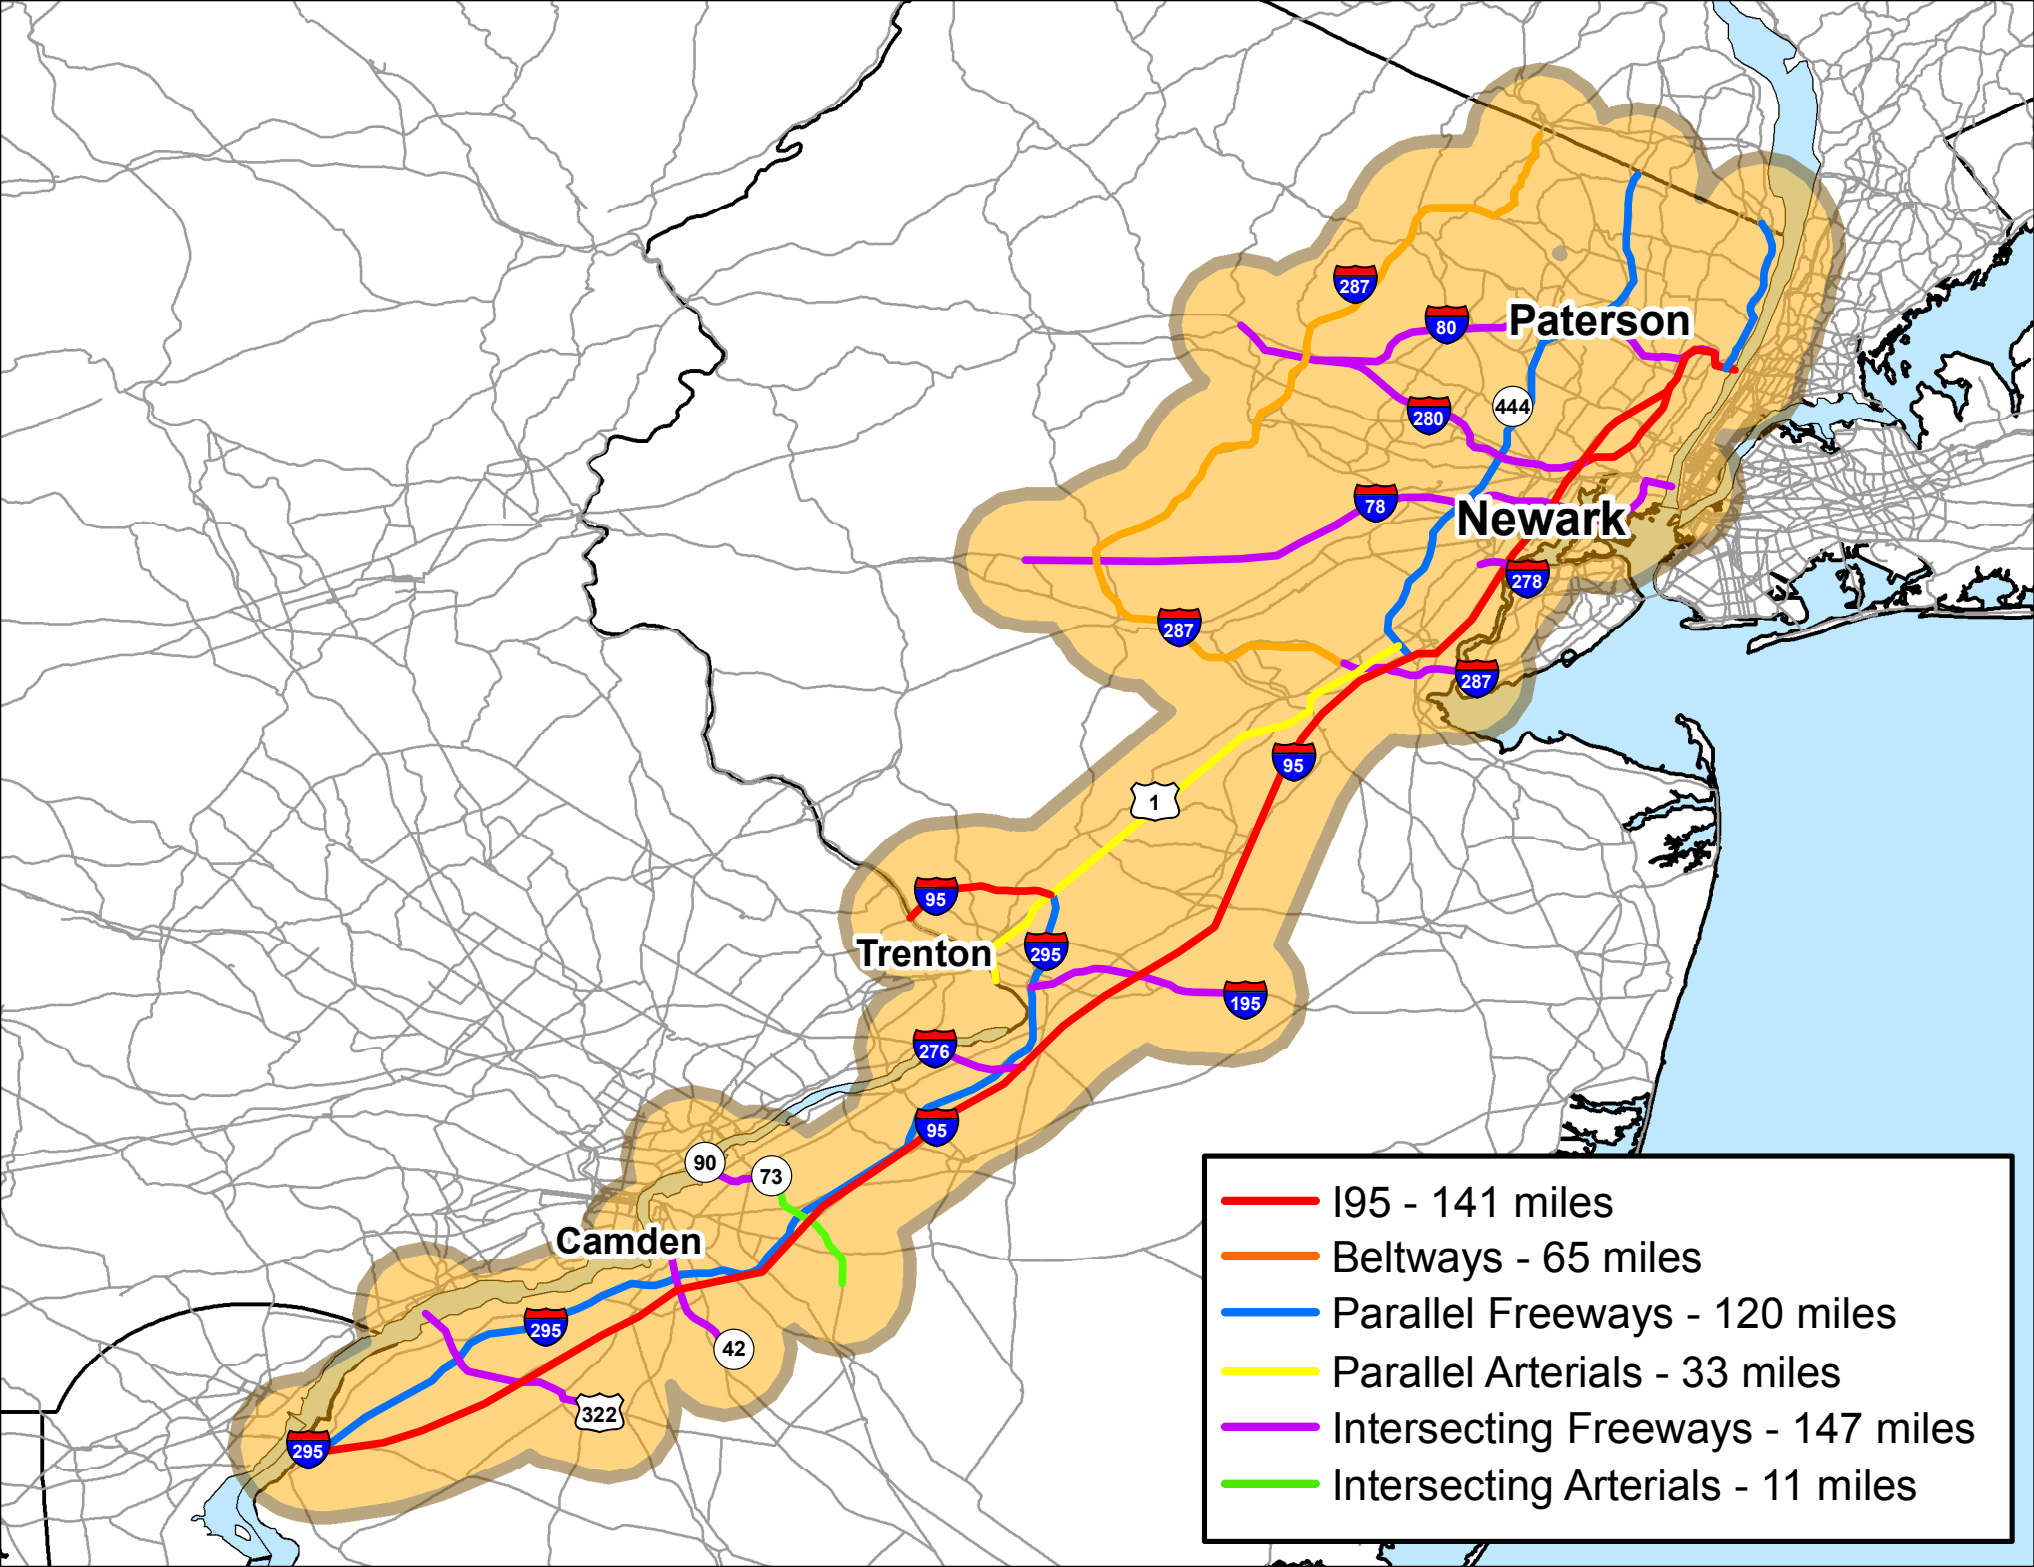 287
80
Paterson
280
444
78
Newark
278
287
287
95
1
95
Trenton
295
195
276
95
90
73
Camden
295
42
322
295
I95 - 141 miles
Beltways - 65 miles
Parallel Freeways - 120 miles
Parallel Arterials - 33 miles
Intersecting Freeways - 147 miles
Intersecting Arterials - 11 miles